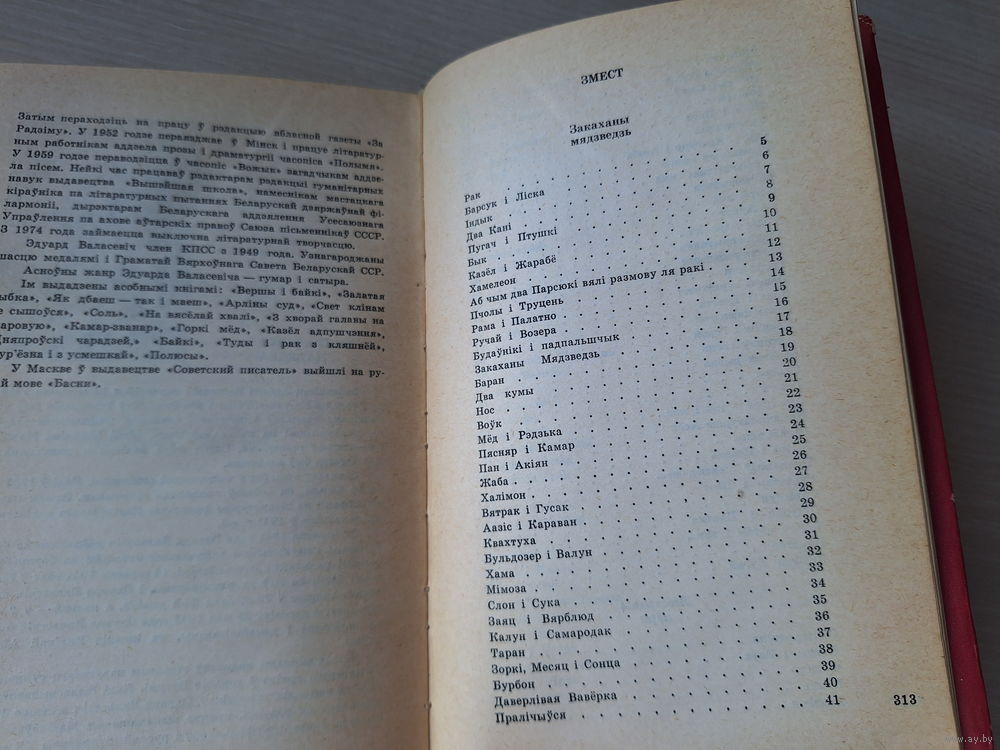 Затым пераходзіць на працу ў рэдакцыю абласной газеты «За
Радзіму». У 1952 годзе пераязджае ў Мінск і працуе літаратур-
ным работнікам аддзела прозы і драматургіі часопіса «Полымя».
У 1959 годзе пераводзіцца ў часопіс «Вожык» загадчыкам аддзе-
ла пісем. Нейкі час працаваў рэдактарам рэдакцыі гуманітарных
навук выдавецтва «Вышэйшая школа», намеснікам мастацкага
кіраўніка па літаратурных пытаннях Беларускай дзяржаўнай фі-
лармоніі, дырэктарам Беларускага аддзялення Усесаюзнага
Упраўлення па ахове аўтарскіх правоў Саюза пісьменнікаў СССР.
З 1974 года займаецца выключна літаратурнай творчасцю.
Эдуард Валасевіч член КПСС з 1949 года. Узнагароджаны
шасцю медалямі і Граматай Вярхоўнага Савета Беларускай ССР.
Асноўны жанр Эдуарда Валасевіча — гумар і сатыра.
Ім выдадзены асобнымі кнігамі: «Вершы і байкі», «Залатая
рыбка», «Як дбаеш — так і маеш», «Арліны суд», «Свет клінам
не сышоўся», «Соль», «На вясёлай хвалі», «З хворай галавы на
здаровую», «Камар-званар», «Горкі мёд», «Казёл адпушчэння»,
«Дняпроўскі чарадзей,» «Байкі», «Туды і рак з кляшнёй»,
«Сур'ёзна і з усмешкай», «Полюсы».
У Маскве ў выдавецтве «Советский писатель» выйшлі на ру-
скай мове «Басни».
ЗМЕСТ
Закаханы
мядзведзь
Рак 5
Барсук і Ліска 6
Індык 7
Два Кані 8
Пугач і Птушкі 9
Бык 10
Казёл і Жарабё 11
Хамелеон 12
Аб чым два Парсюкі вялі размову ля ракі 13
Пчолы і Труцень 14
Рама і Палатно 15
Ручай і Возера 16
Будаўнікі і падпальшчык 17
Закаханы Мядзведзь 18
Баран 19
Два кумы 20
Нос 21
Воўк 22
Мёд і Рэдзька 23
Пясняр і Камар 24
Пан і Акіян 25
Жаба 26
Халімон 27
Вятрак і Гусак 28
Аазіс і Караван 29
Квахтуха 30
Бульдозер і Валун 31
Хама 32
Мімоза 33
Слон і Сука 34
Заяц і Вярблюд 35
Калун і Самародак 36
Таран 37
Зоркі, Месяц і Сонца 38
Бурбон 39
Даверлівая Вавёрка 40
Пралічыўся 41
313
www.ay.by